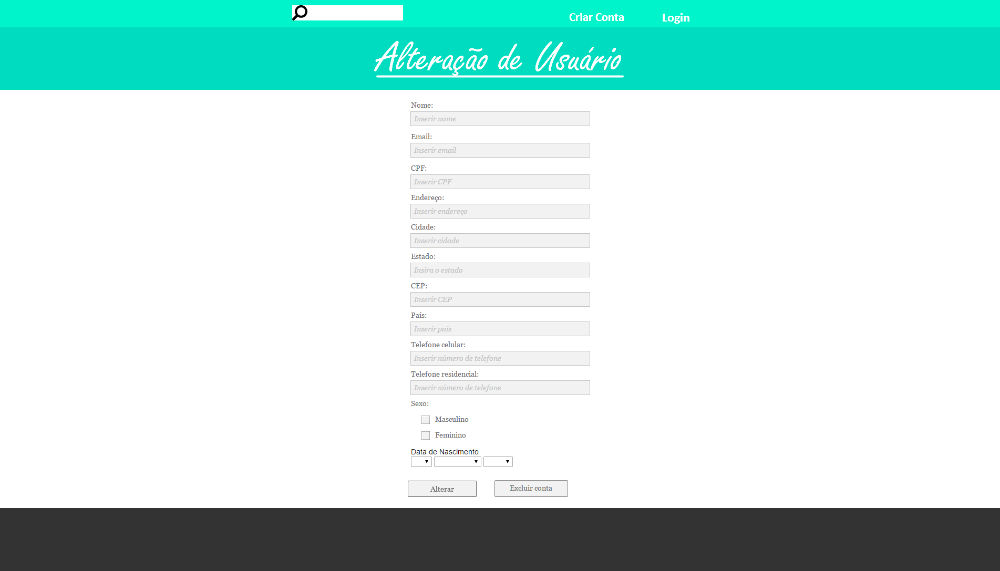 Criar Conta
Login
Alteração de Usuário
Nome:
Inserir nome
Email:
Inserir email
CPF:
Inserir CPF
Endereço:
Inserir endereço
Cidade:
Inserir cidade
Estado:
Insira o estado
CEP:
Inserir CEP
País:
Inserir país
Telefone celular:
Inserir número de telefone
Telefone residencial:
Inserir número de telefone
Sexo:
Masculino
Feminino
Data de Nascimento
Alterar
Excluir conta